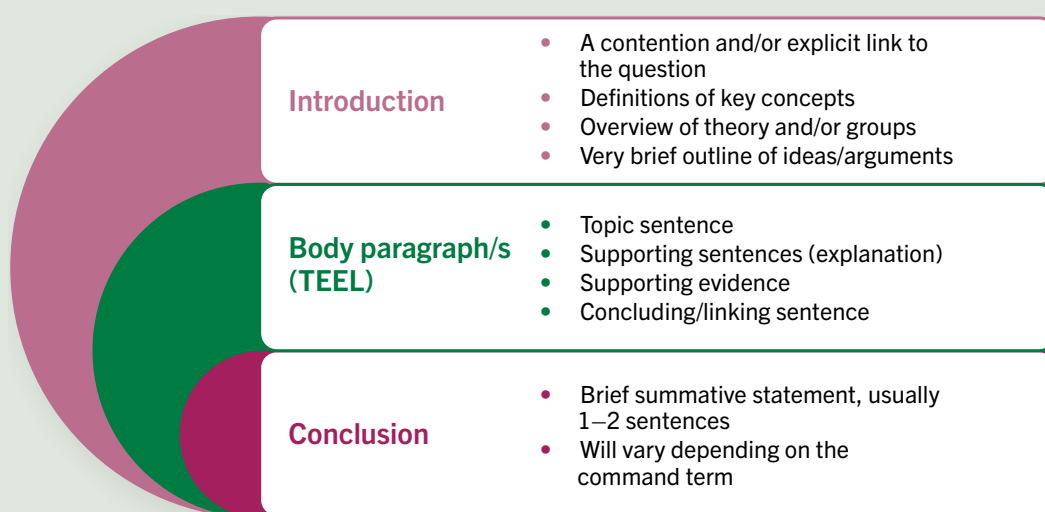 Introduction
• A contention and/or explicit link to
the question
• Definitions of key concepts
• Overview of theory and/or groups
• Very brief outline of ideas/arguments
Body paragraph/s
(TEEL)
• Topic sentence
• Supporting sentences (explanation)
• Supporting evidence
• Concluding/linking sentence
Conclusion
• Brief summative statement, usually
1–2 sentences
• Will vary depending on the
command term